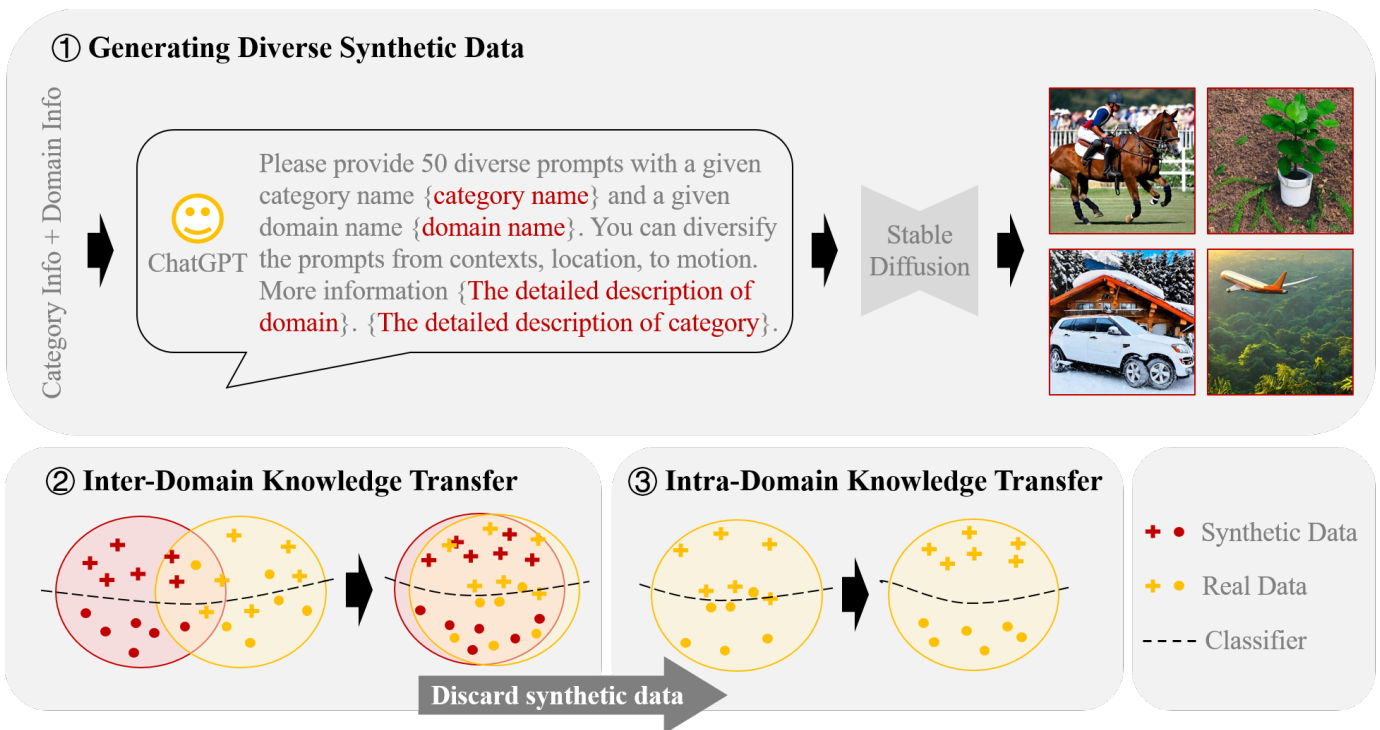 ① Generating Diverse Synthetic Data
Category Info + Domain Info
ChatGPT
Please provide 50 diverse prompts with a given
category name {category name} and a given
domain name {domain name}. You can diversify
the prompts from contexts, location, to motion.
More information {The detailed description of
domain}. {The detailed description of category}.
Stable
Diffusion
② Inter-Domain Knowledge Transfer
③ Intra-Domain Knowledge Transfer
Synthetic Data
Real Data
Classifier
Discard synthetic data